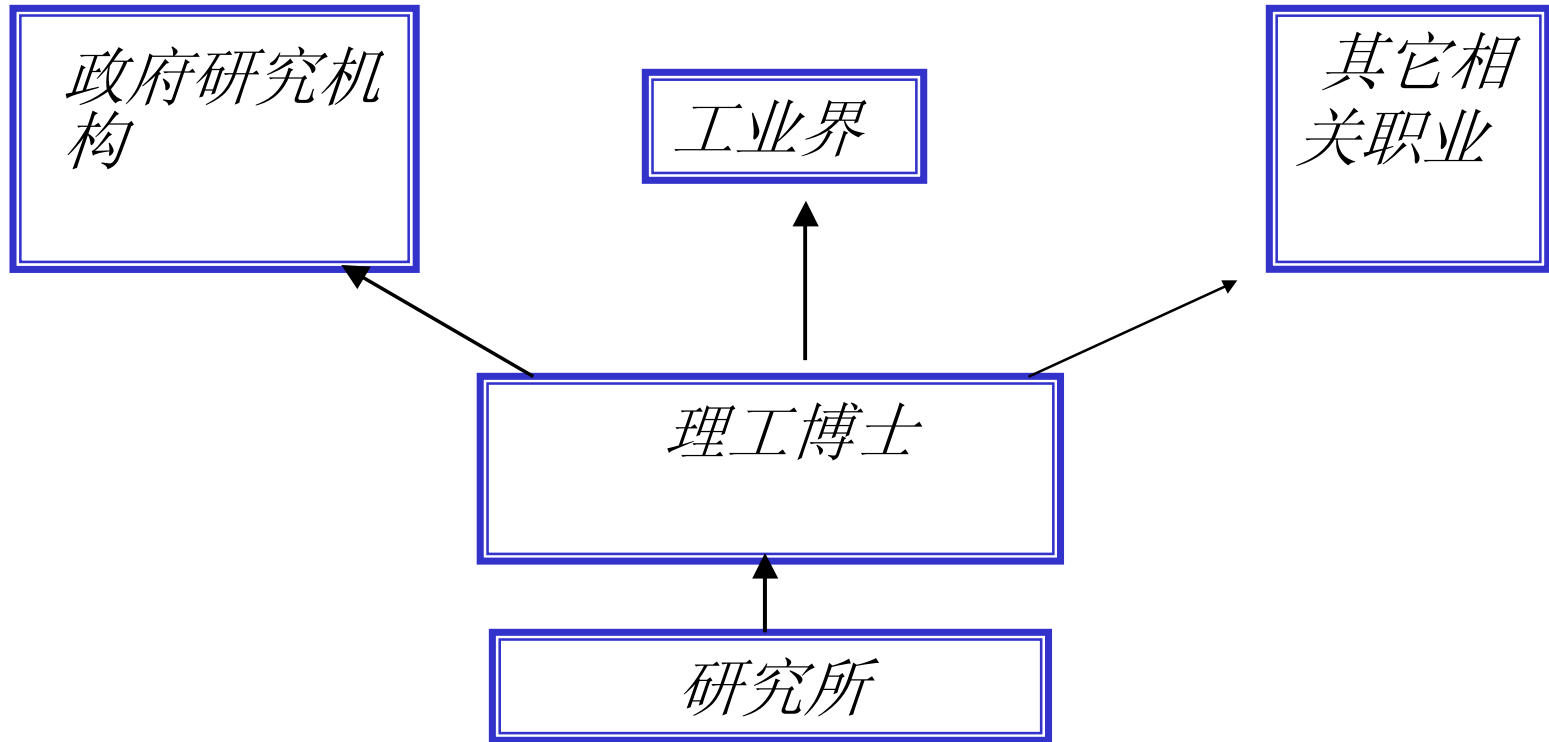 政府研究机
构
工业界
其它相
关职业
理工博士
研究所